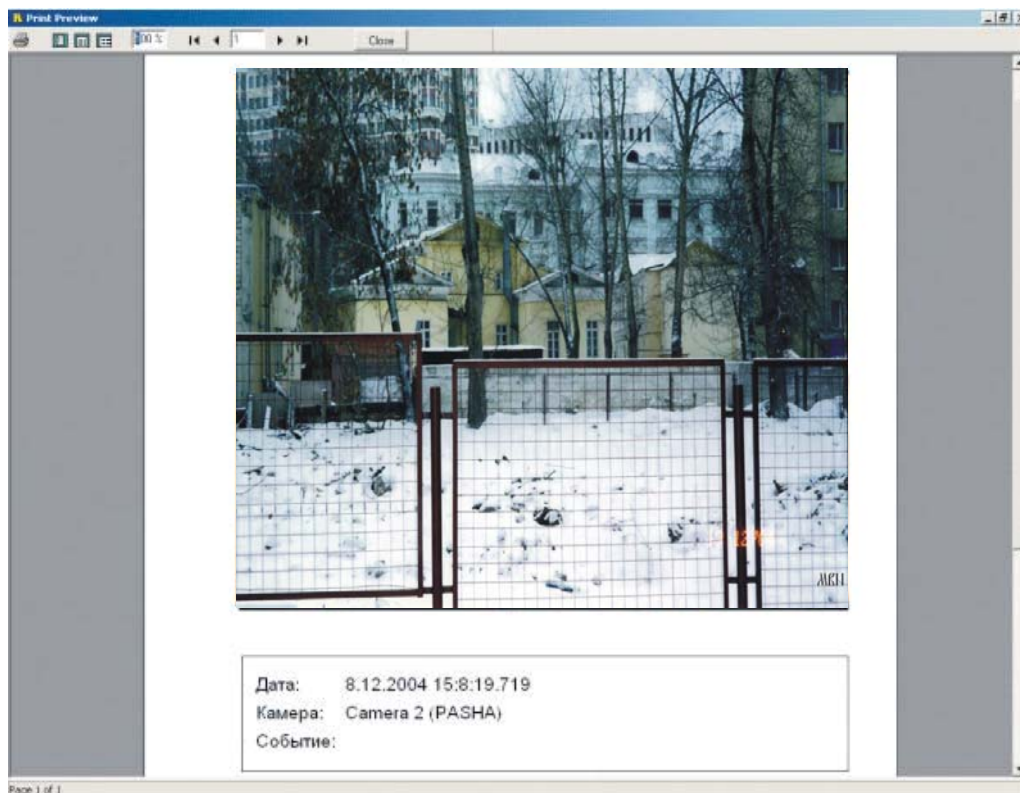 Print Preview
100 %
1
Close
Дата: 8.12.2004 15:8:19.719
Камера: Camera 2 (PASHA)
Событие:
Page 1 of 1